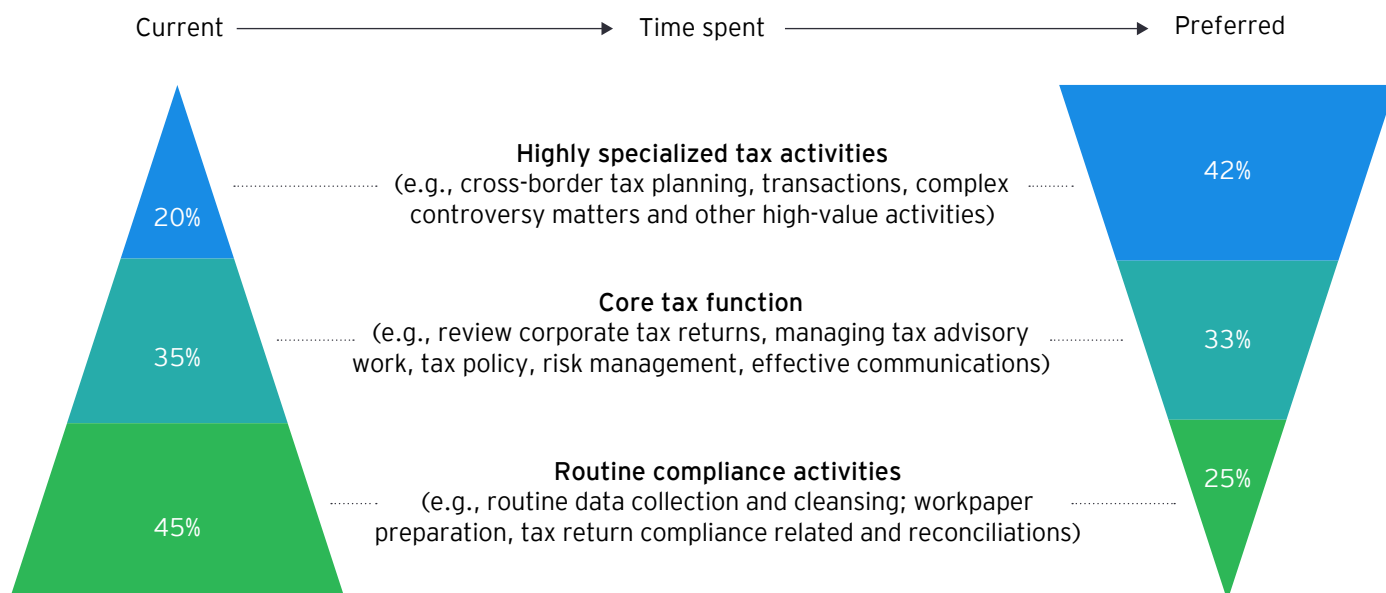 Current Time spent Preferred
Highly specialized tax activities
(e.g., cross-border tax planning, transactions, complex
controversy matters and other high-value activities)
20%
42%
Core tax function
(e.g., review corporate tax returns, managing tax advisory
work, tax policy, risk management, effective communications)
35%
33%
Routine compliance activities
(e.g., routine data collection and cleansing; workpaper
preparation, tax return compliance related and reconciliations)
45%
25%